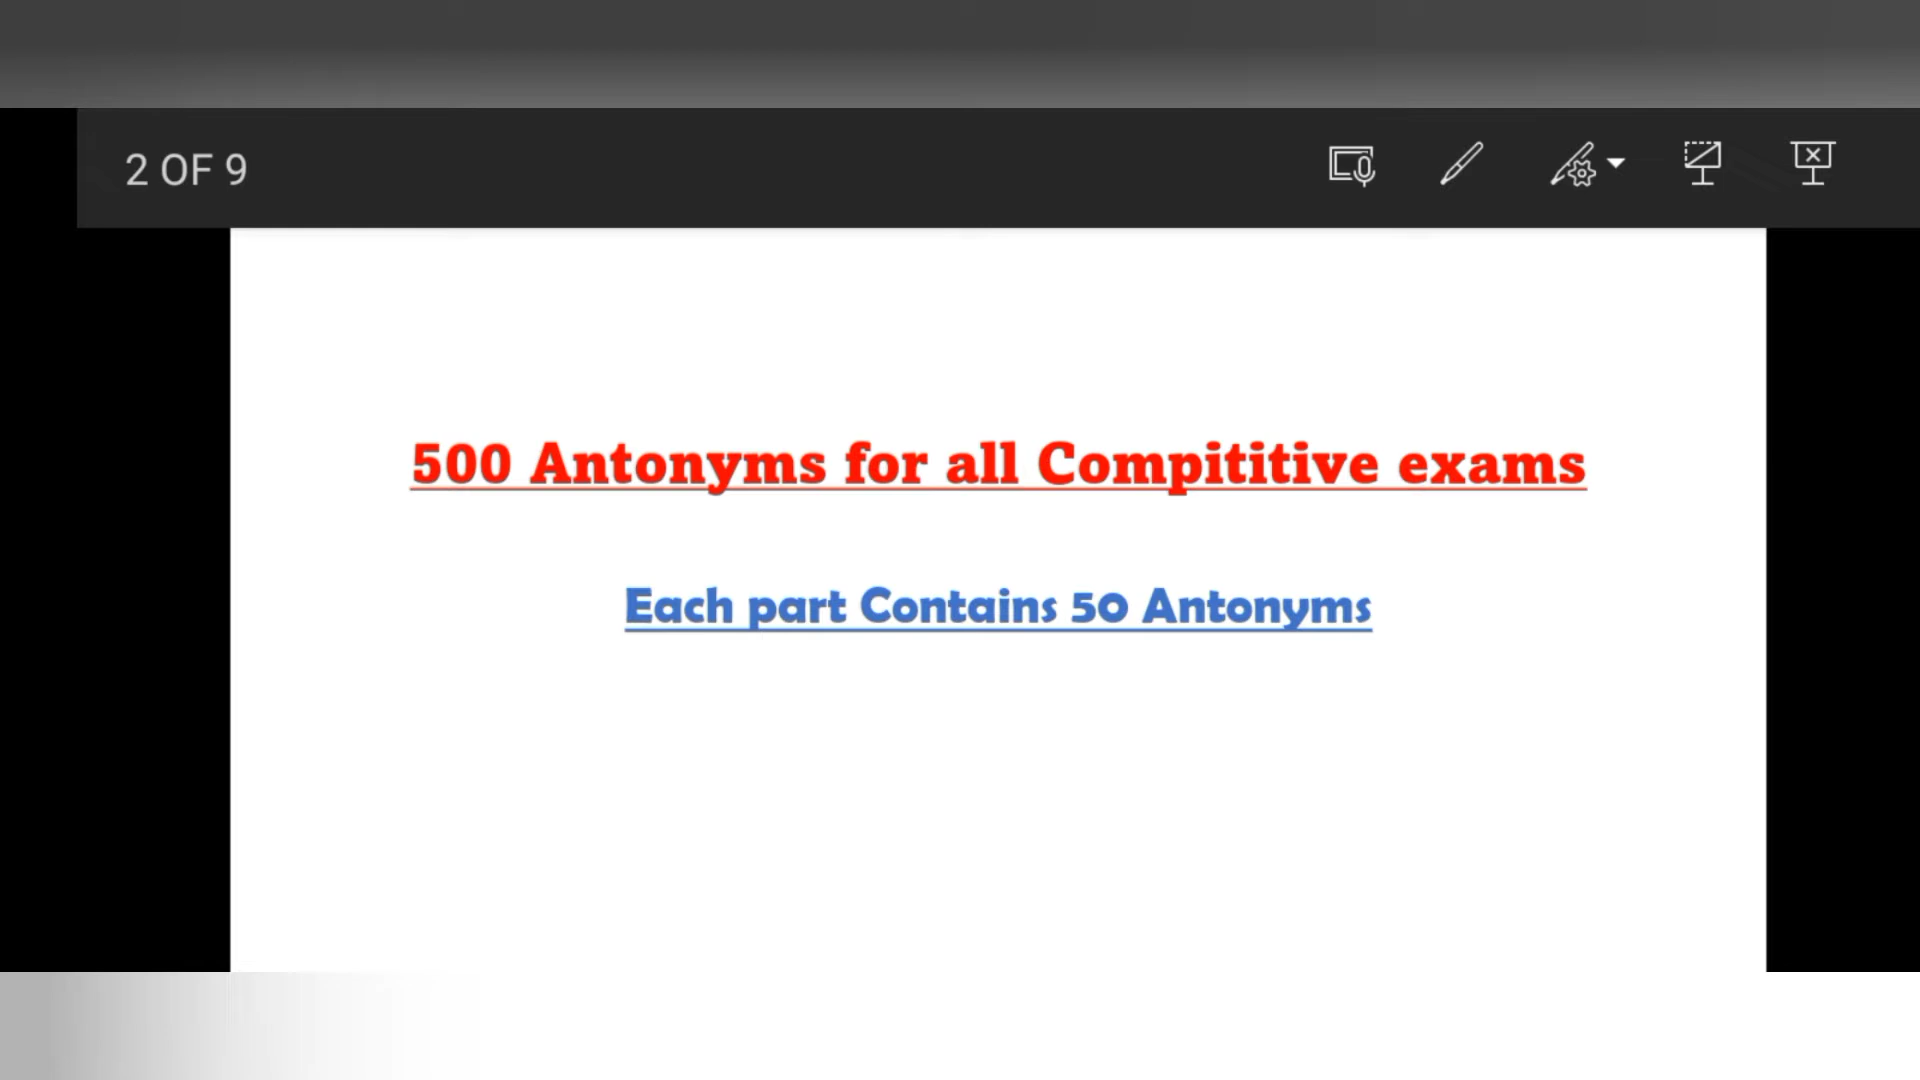 2 OF 9
500 Antonyms for all Compititive exams
Each part Contains 50 Antonyms